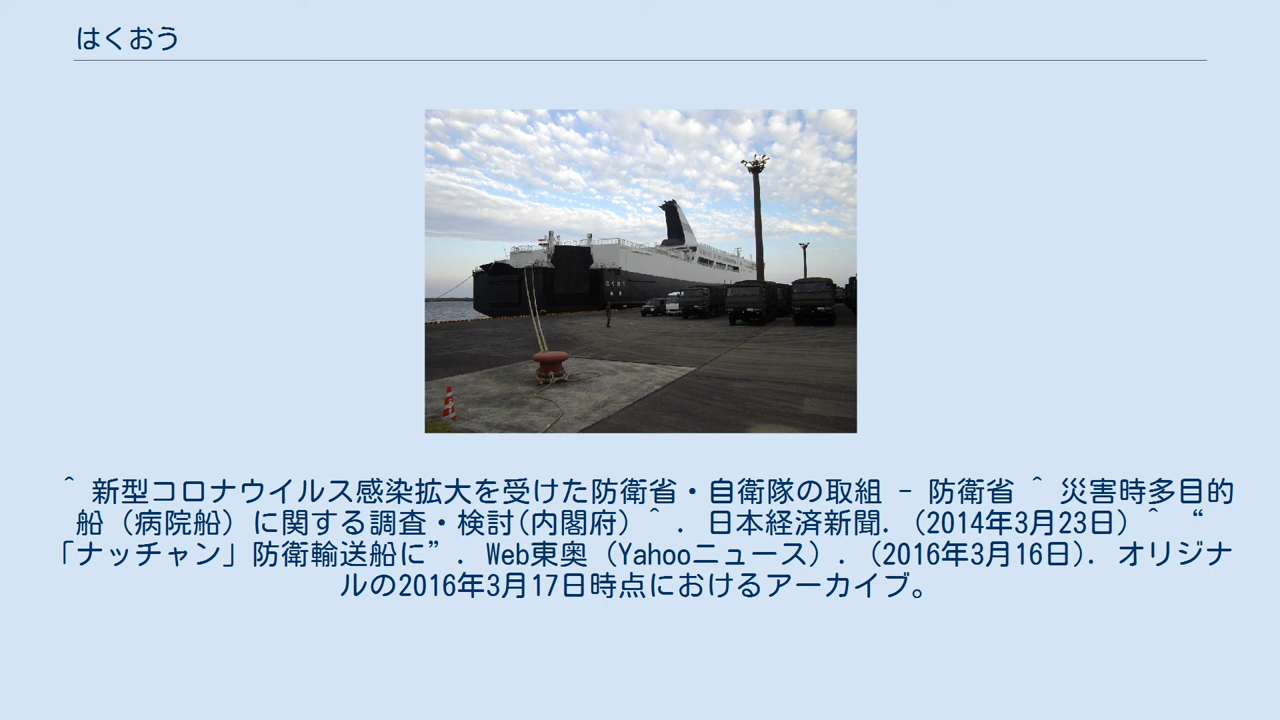 はくおう
はくおう
^ 新型コロナウイルス感染拡大を受けた防衛省・自衛隊の取組 - 防衛省 ^ 災害時多目的
船（病院船）に関する調査・検討(内閣府） ^ . 日本経済新聞. （2014年3月23日） ^ “
「ナッチャン」防衛輸送船に”. Web東奥（Yahooニュース）. （2016年3月16日). オリジナ
ルの2016年3月17日時点におけるアーカイブ。